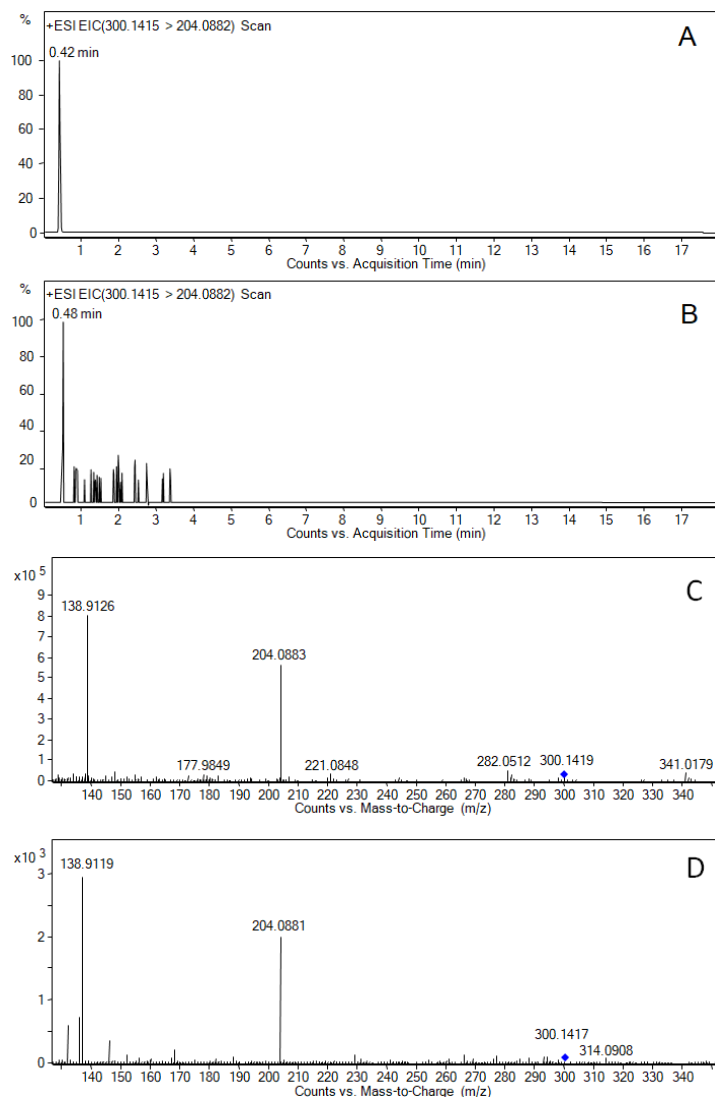 %
+ESI EIC(300.1415 > 204.0882) Scan
A
0.42 min
100
80
60
40
20
0
1 2 3 4 5 6 7 8 9 10 11 12 13 14 15 16 17
Counts vs. Acquisition Time (min)
%
+ESI EIC(300.1415 > 204.0882) Scan
B
0.48 min
100
80
60
40
20
0
1 2 3 4 5 6 7 8 9 10 11 12 13 14 15 16 17
Counts vs. Acquisition Time (min)
x10 5
C
9
138.9126
8
7
204.0883
6
5
4
3
2
177.9849 221.0848 282.0512 300.1419 341.0179
1
0
140 150 160 170 180 190 200 210 220 230 240 250 260 270 280 290 300 310 320 330 340
Counts vs. Mass-to-Charge (m/z)
x10 3
D
138.9119
3
204.0881
2
1
300.1417
314.0908
0
140 150 160 170 180 190 200 210 220 230 240 250 260 270 280 290 300 310 320 330 340
Counts vs. Mass-to-Charge (m/z)